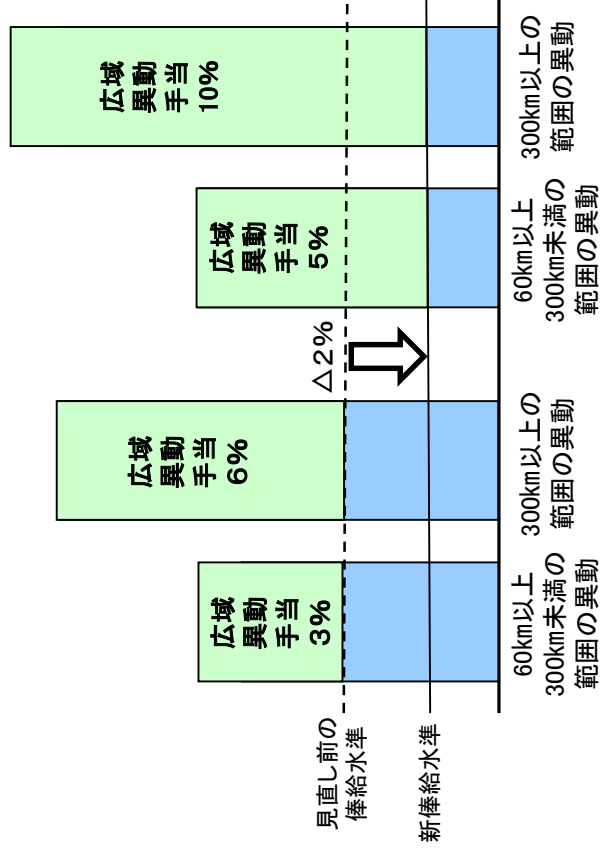 広域
異動
手当
3%
広域
異動
手当
6%
△2%
広域
異動
手当
5%
広域
異動
手当
10%
見直し前の
俸給水準
新俸給水準
60km以上
300km未満の
範囲の異動
300km以上の
範囲の異動
60km以上
300km未満の
範囲の異動
300km以上の
範囲の異動